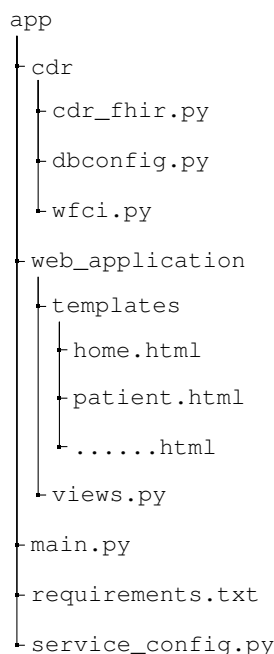 app
cdr
cdr_fhir.py
dbconfig.py
wfci.py
web_application
templates
home.html
patient.html
......html
views.py
main.py
requirements.txt
service_config.py